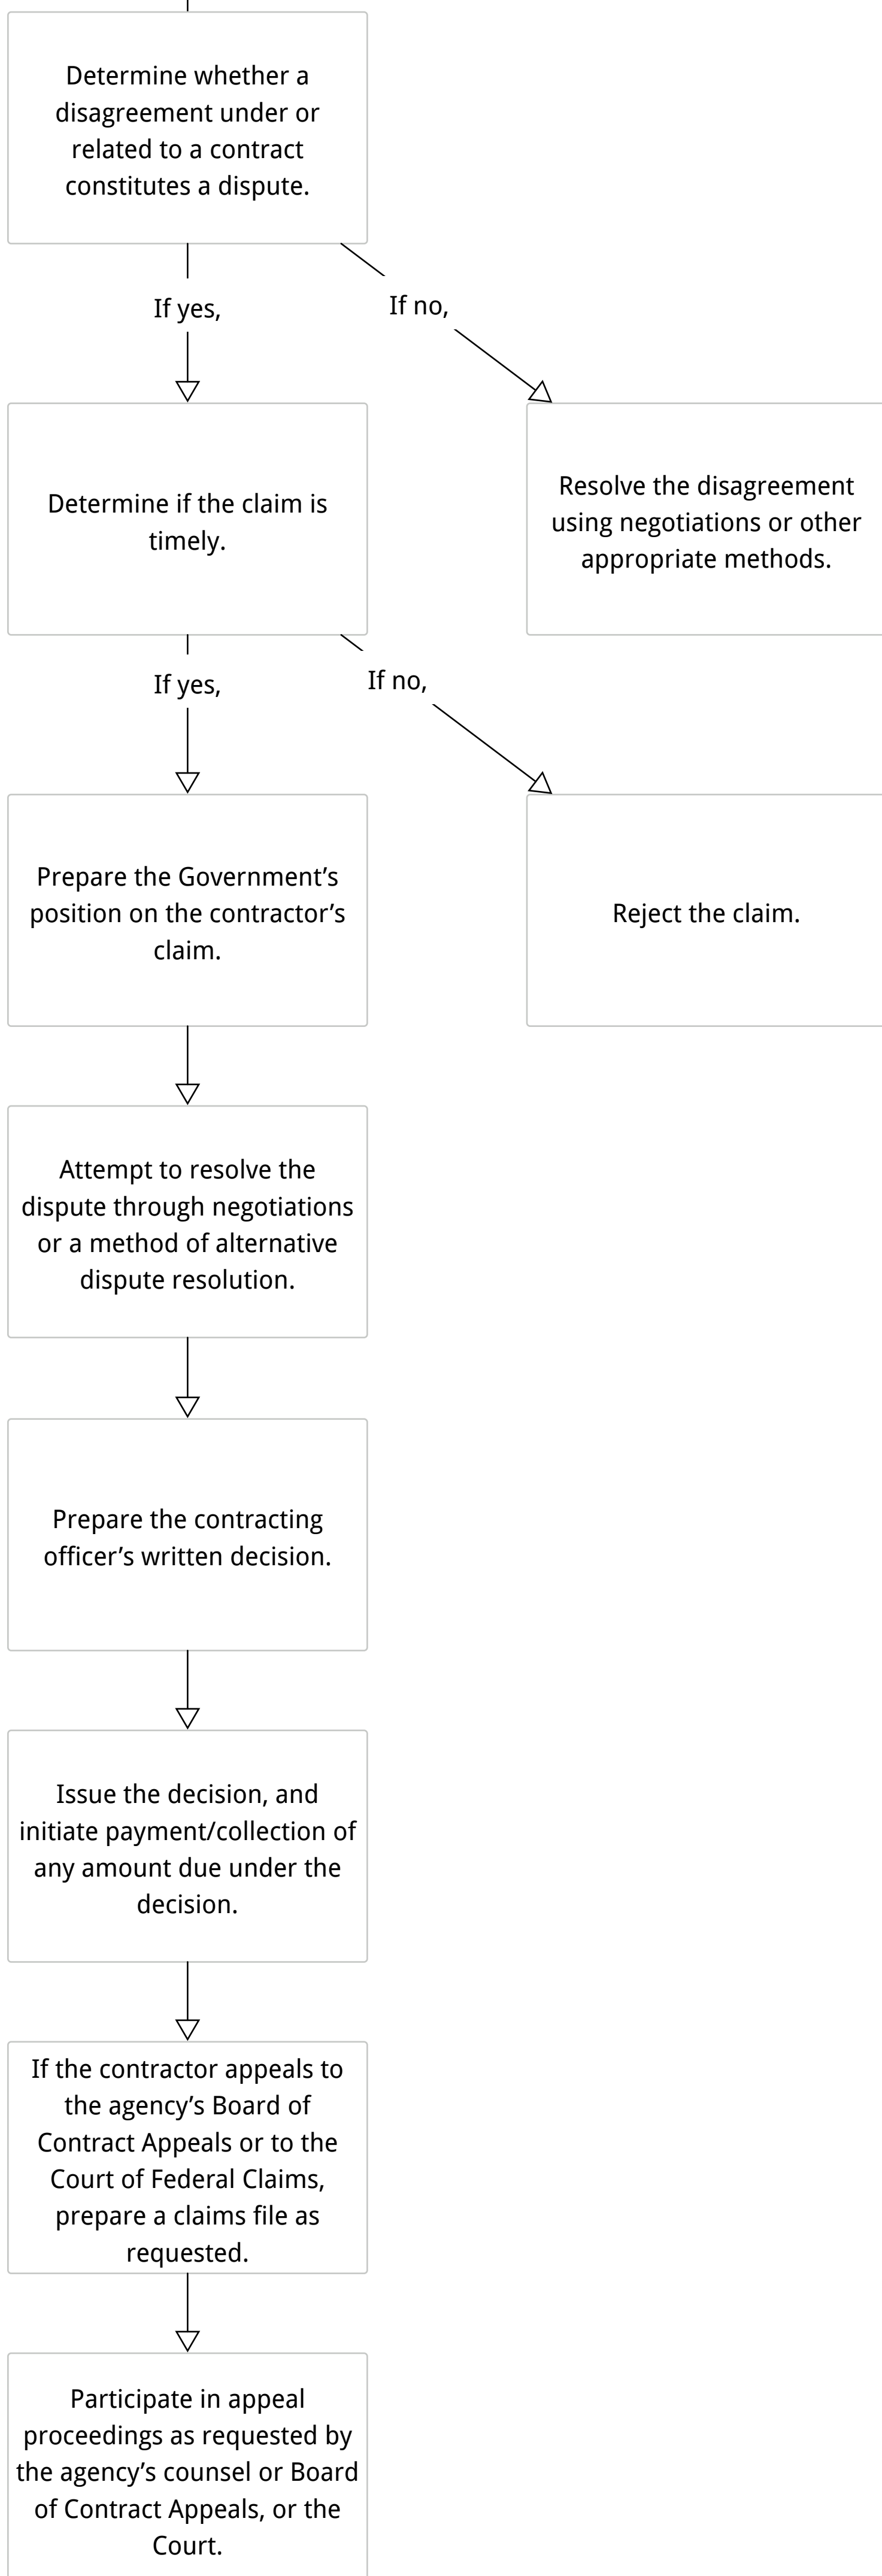 Determine whether a
disagreement under or
related to a contract
constitutes a dispute.
If yes,
If no,
Determine if the claim is
timely.
Resolve the disagreement
using negotiations or other
appropriate methods.
If yes,
If no,
Prepare the Government’s
position on the contractor’s
claim.
Reject the claim.
Attempt to resolve the
dispute through negotiations
or a method of alternative
dispute resolution.
Prepare the contracting
officer’s written decision.
Issue the decision, and
initiate payment/collection of
any amount due under the
decision.
If the contractor appeals to
the agency’s Board of
Contract Appeals or to the
Court of Federal Claims,
prepare a claims file as
requested.
Participate in appeal
proceedings as requested by
the agency’s counsel or Board
of Contract Appeals, or the
Court.